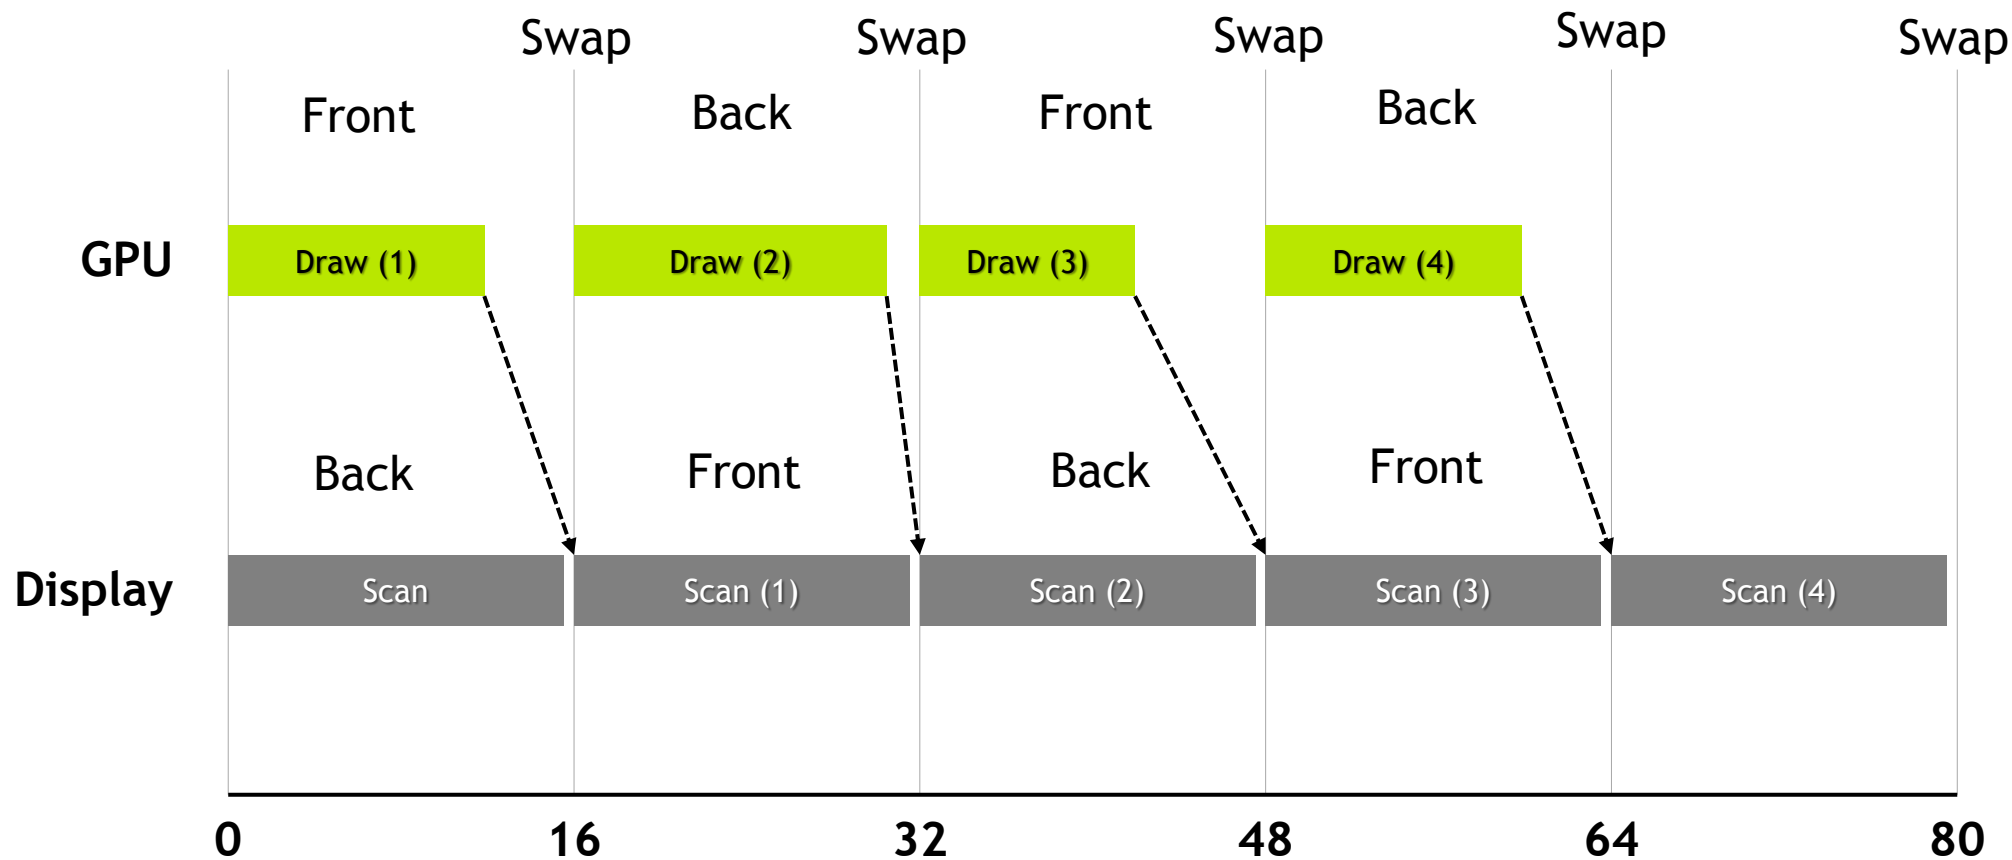 Swap Swap Swap Swap Swap
Front Back Front Back
GPU Draw (1) Draw (2) Draw (3) Draw (4)
Back Front Back Front
Display Scan Scan (1) Scan (2) Scan (3) Scan (4)
0 16 32 48 64 80